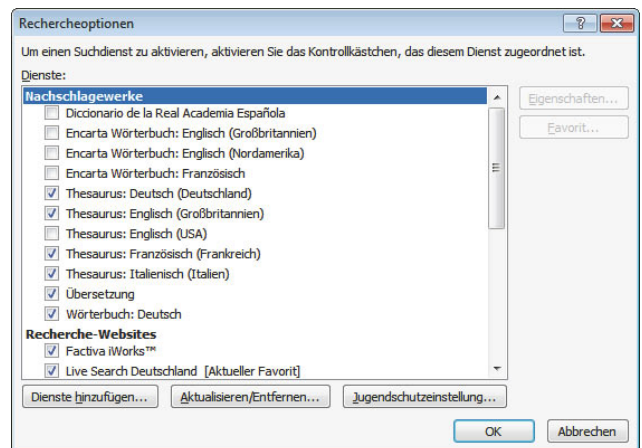 Rechercheoptionen
Um einen Suchdienst zu aktivieren, aktivieren Sie das Kontrollkästchen, das diesem Dienst zugeordnet ist.
Dienste:
Nachschlagewerke
Diccionario de la Real Academia Española
Encarta Wörterbuch: Englisch (Großbritannien)
Encarta Wörterbuch: Englisch (Nordamerika)
Encarta Wörterbuch: Französisch
Thesaurus: Deutsch (Deutschland)
Thesaurus: Englisch (Großbritannien)
Thesaurus: Englisch (USA)
Thesaurus: Französisch (Frankreich)
Thesaurus: Italienisch (Italien)
Übersetzung
Wörterbuch: Deutsch
Recherche-Websites
Factiva iWorks™
Live Search Deutschland [Aktueller Favorit]
Eigenschaften...
Favorit...
Dienste hinzufügen... Aktualisieren/Entfernen... Jugendschutzeinstellung...
OK Abbrechen